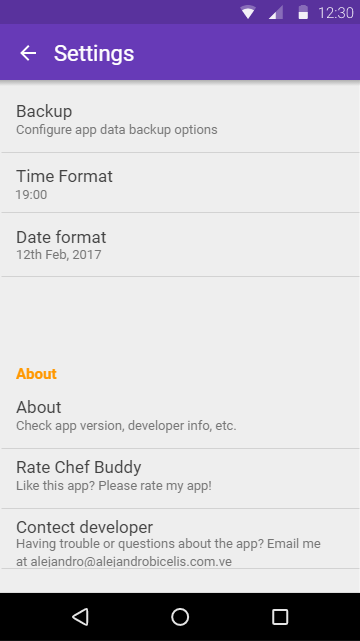 12:30
Settings
Backup
Configure app data backup options
Time Format
19:00
Date format
12th Feb, 2017
About
About
Check app version, developer info, etc.
Rate Chef Buddy
Like this app? Please rate my app!
Contect developer
Having trouble or questions about the app? Email me
at alejandro@alejandrobicelis.com.ve